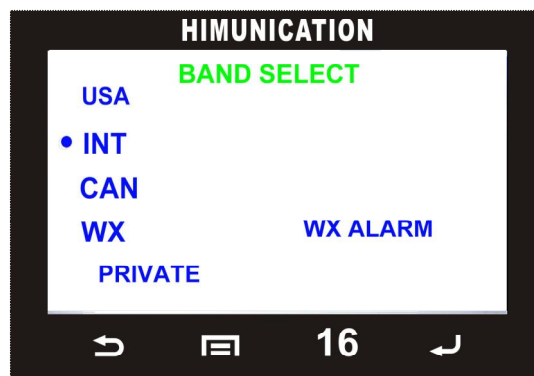 HIMUNICATION
BAND SELECT
USA
• INT
CAN
WX WX ALARM
PRIVATE
16